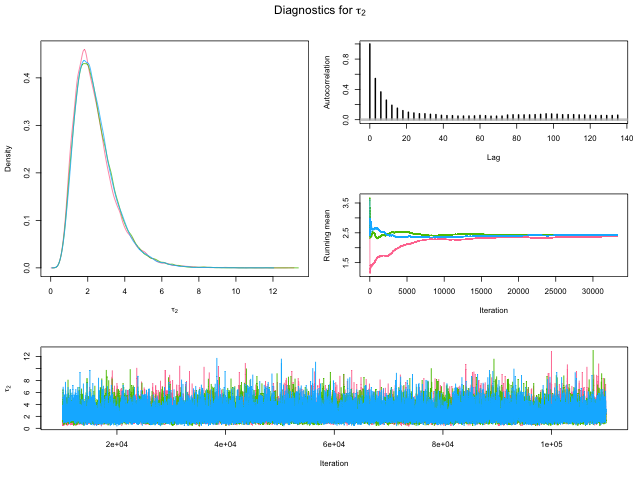 Diagnostics for τ₂
Density
0.0
0.1
0.2
0.3
0.4
0
2
4
6
8
10
12
τ₂
Autocorrelation
0.0
0.4
0.8
0
20
40
60
80
100
120
140
Lag
Running mean
1.5
2.5
3.5
0
5000
10000
15000
20000
25000
30000
Iteration
τ₂
0
2
4
6
8
12
2e+04
4e+04
6e+04
8e+04
1e+05
Iteration